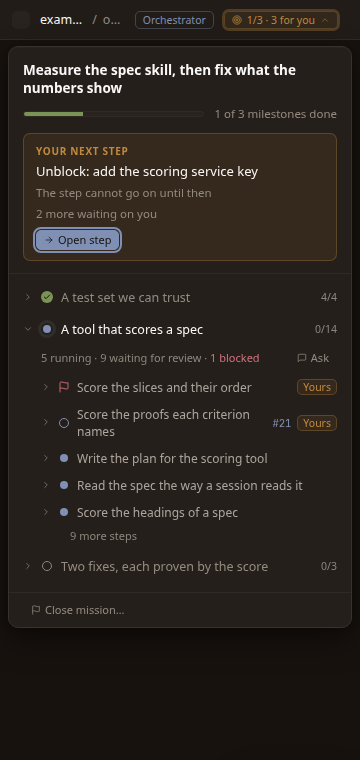 exam… / o… Orchestrator 1/3 · 3 for you
Measure the spec skill, then fix what the
numbers show
1 of 3 milestones done
YOUR NEXT STEP
Unblock: add the scoring service key
The step cannot go on until then
2 more waiting on you
Open step
A test set we can trust 4/4
A tool that scores a spec 0/14
5 running · 9 waiting for review · 1 blocked Ask
Score the slices and their order Yours
Score the proofs each criterion
names #21 Yours
Write the plan for the scoring tool
Read the spec the way a session reads it
Score the headings of a spec
9 more steps
Two fixes, each proven by the score 0/3
Close mission…